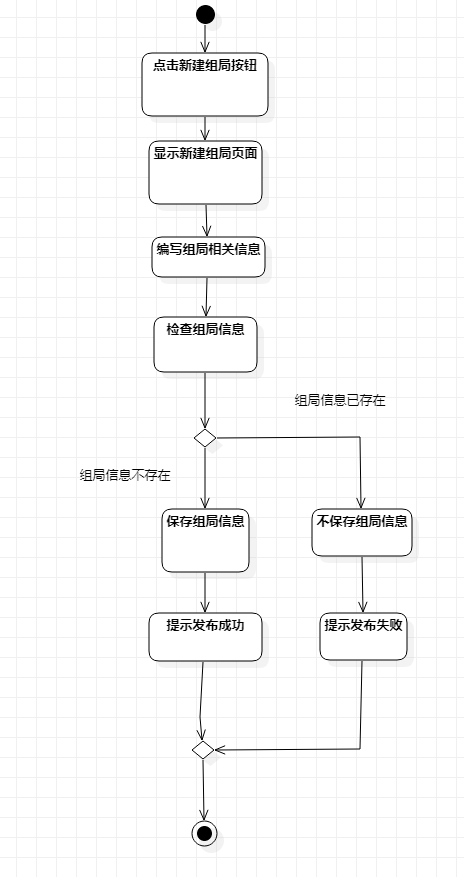 点击新建组局按钮
显示新建组局页面
编写组局相关信息
检查组局信息
组局信息已存在
组局信息不存在
保存组局信息
不保存组局信息
提示发布成功
提示发布失败